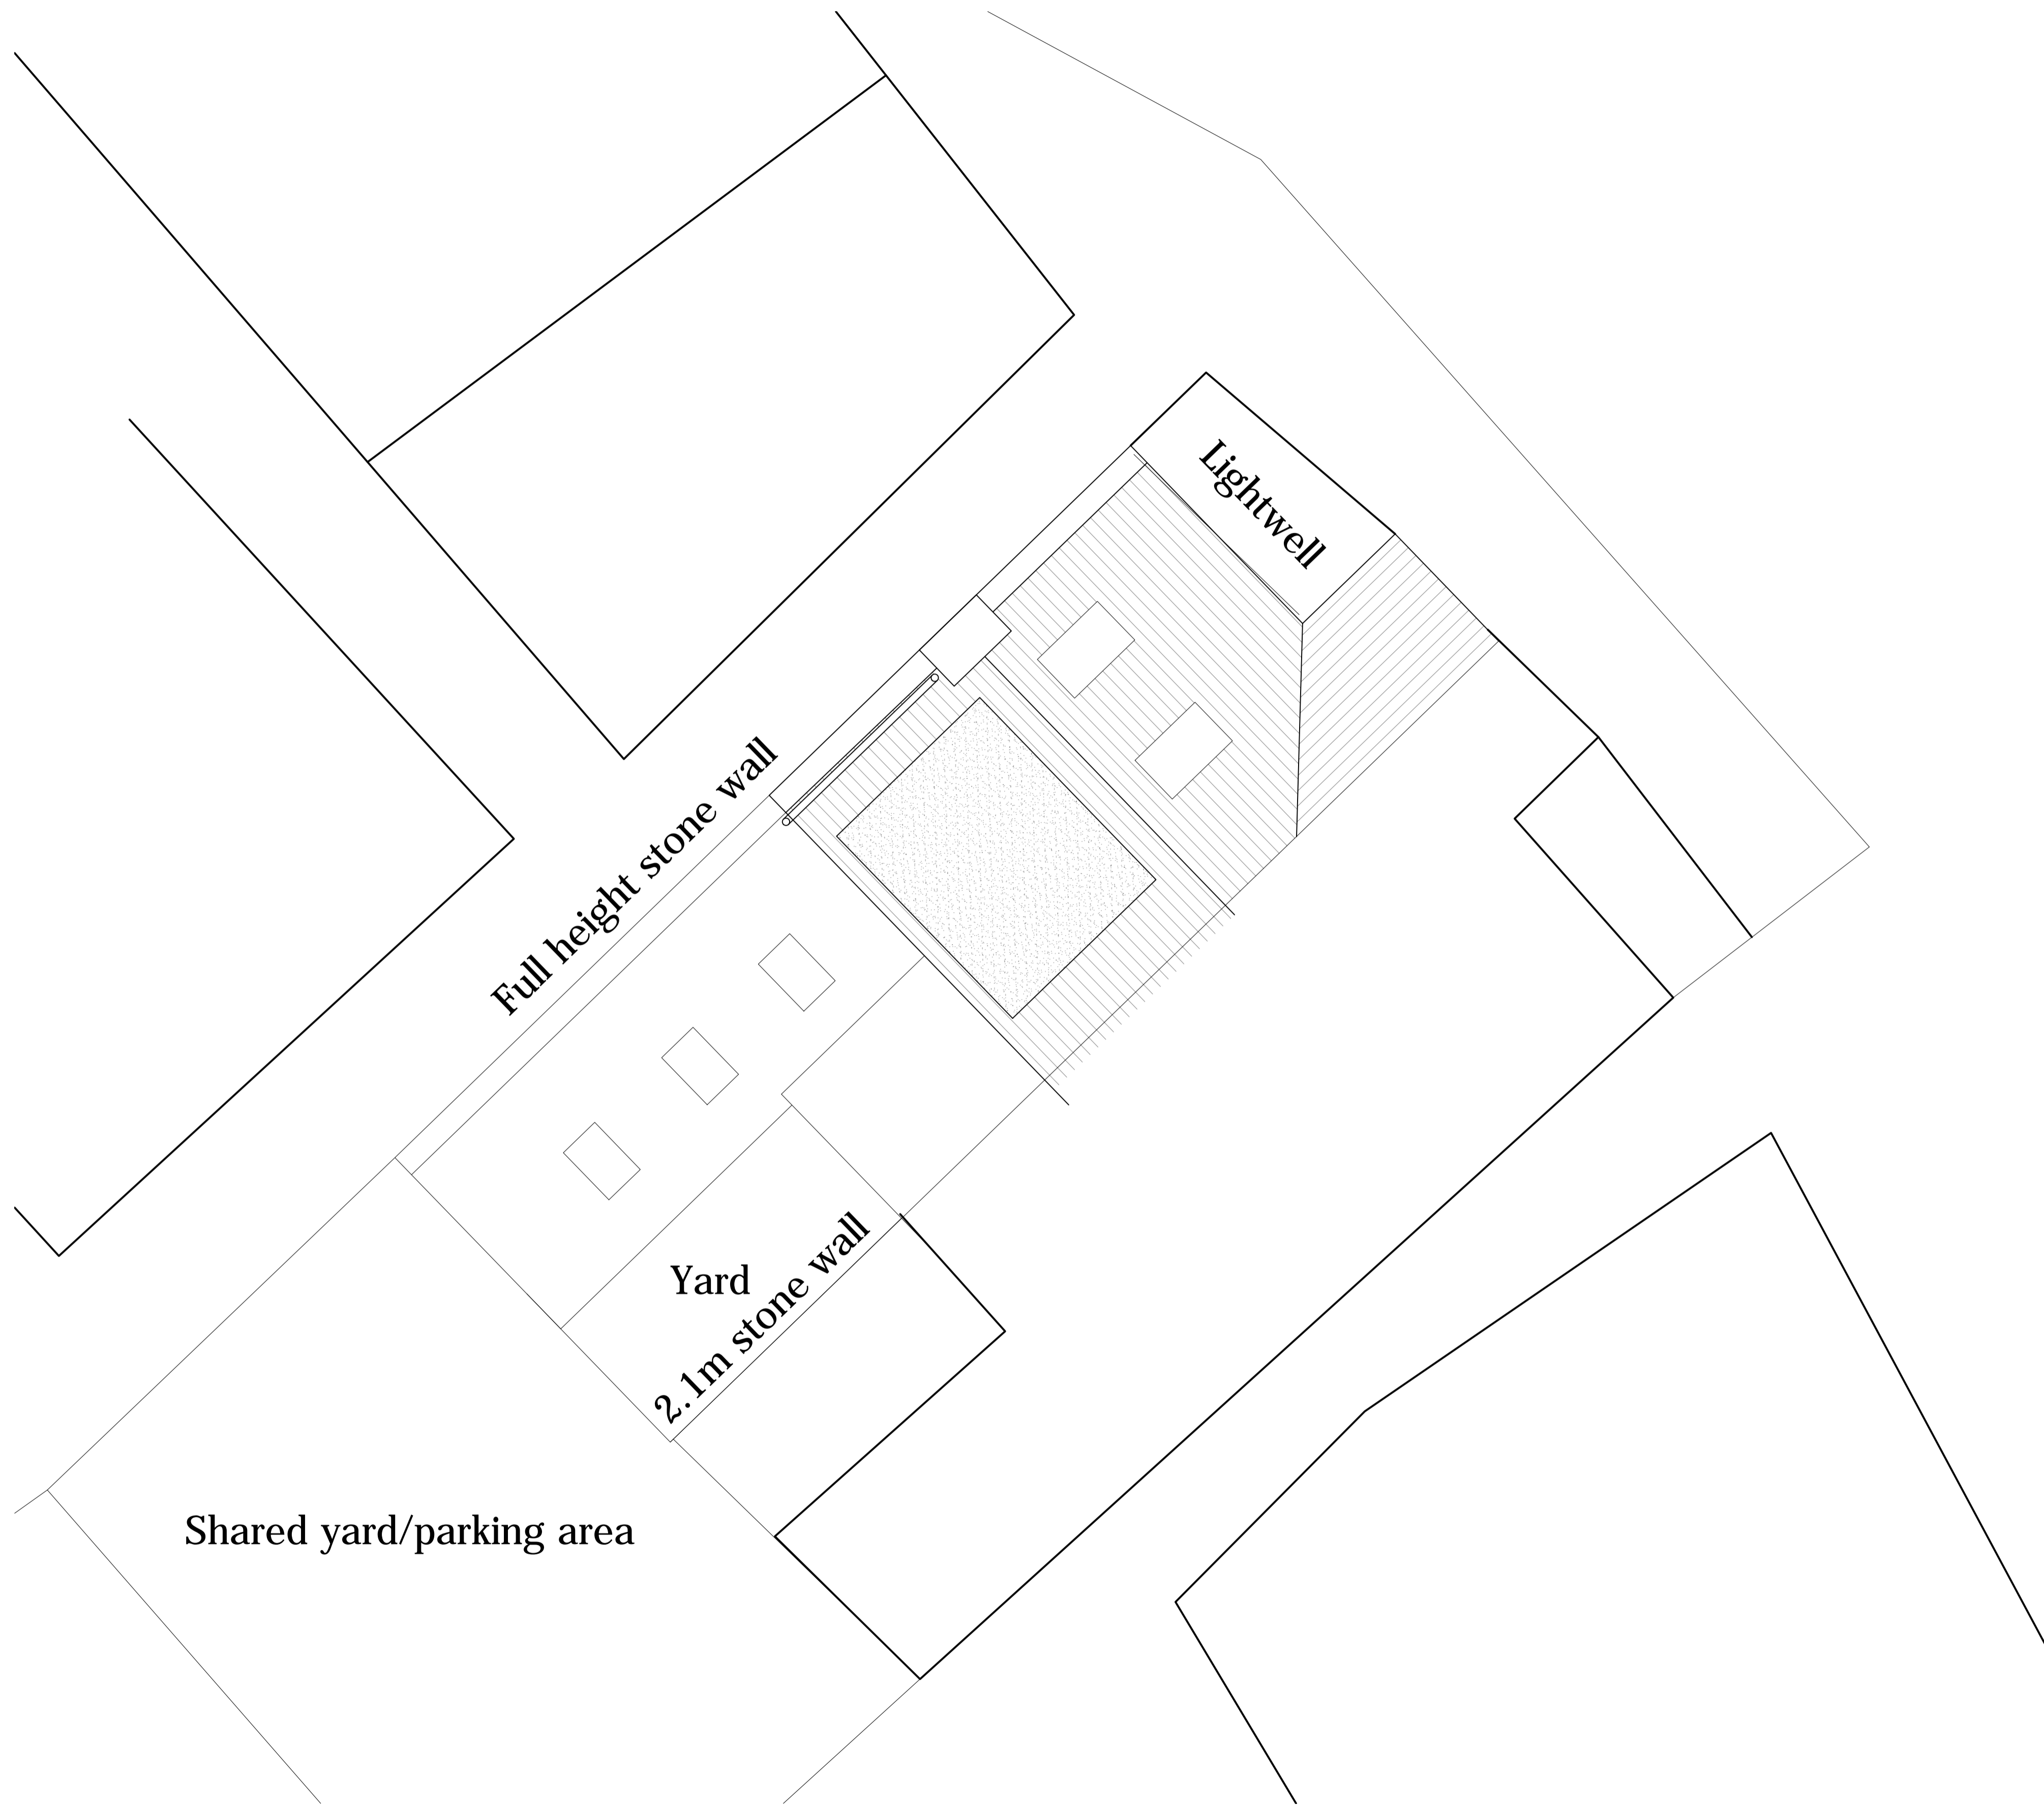 Lightwell
Full height stone wall
Yard
2.1m stone wall
Shared yard/parking area